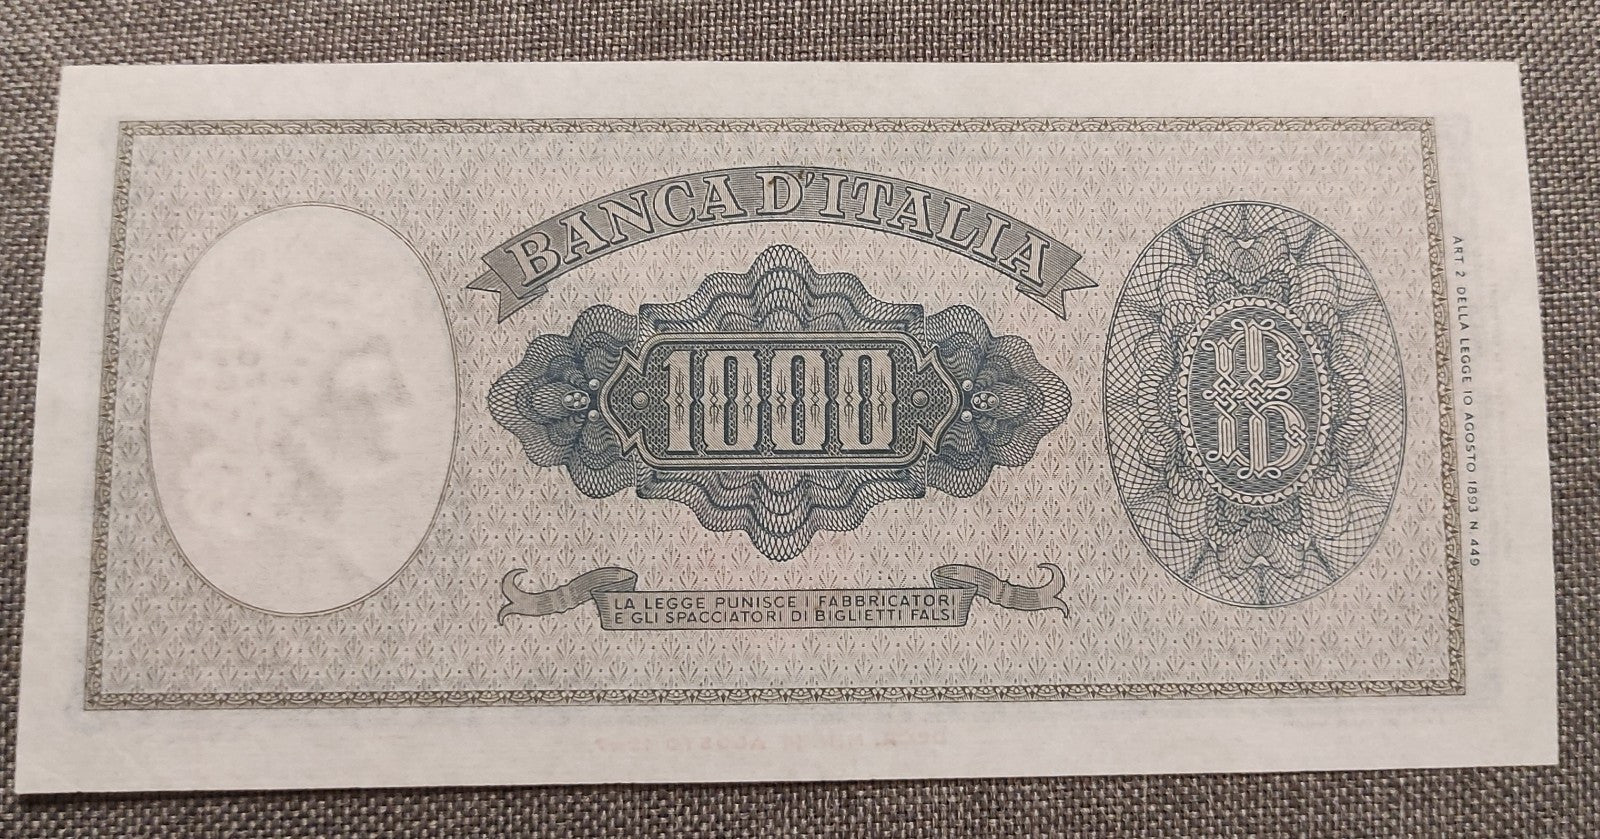 BANCA D'ITALIA
1000
B
LA LEGGE PUNISCE I FABBRICATORI
E GLI SPACCIATORI DI BIGLIETTI FALSI
ART 2 DELLA LEGGE 10 AGOSTO 1893 N 449